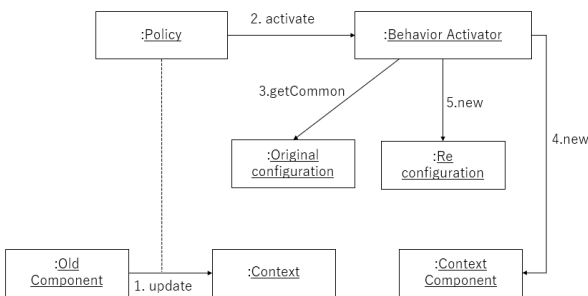 2. activate
:Policy
:Behavior Activator
3.getCommon
5.new
4.new
:Original
configuration
:Re
configuration
:Old
Component
1. update
:Context
:Context
Component